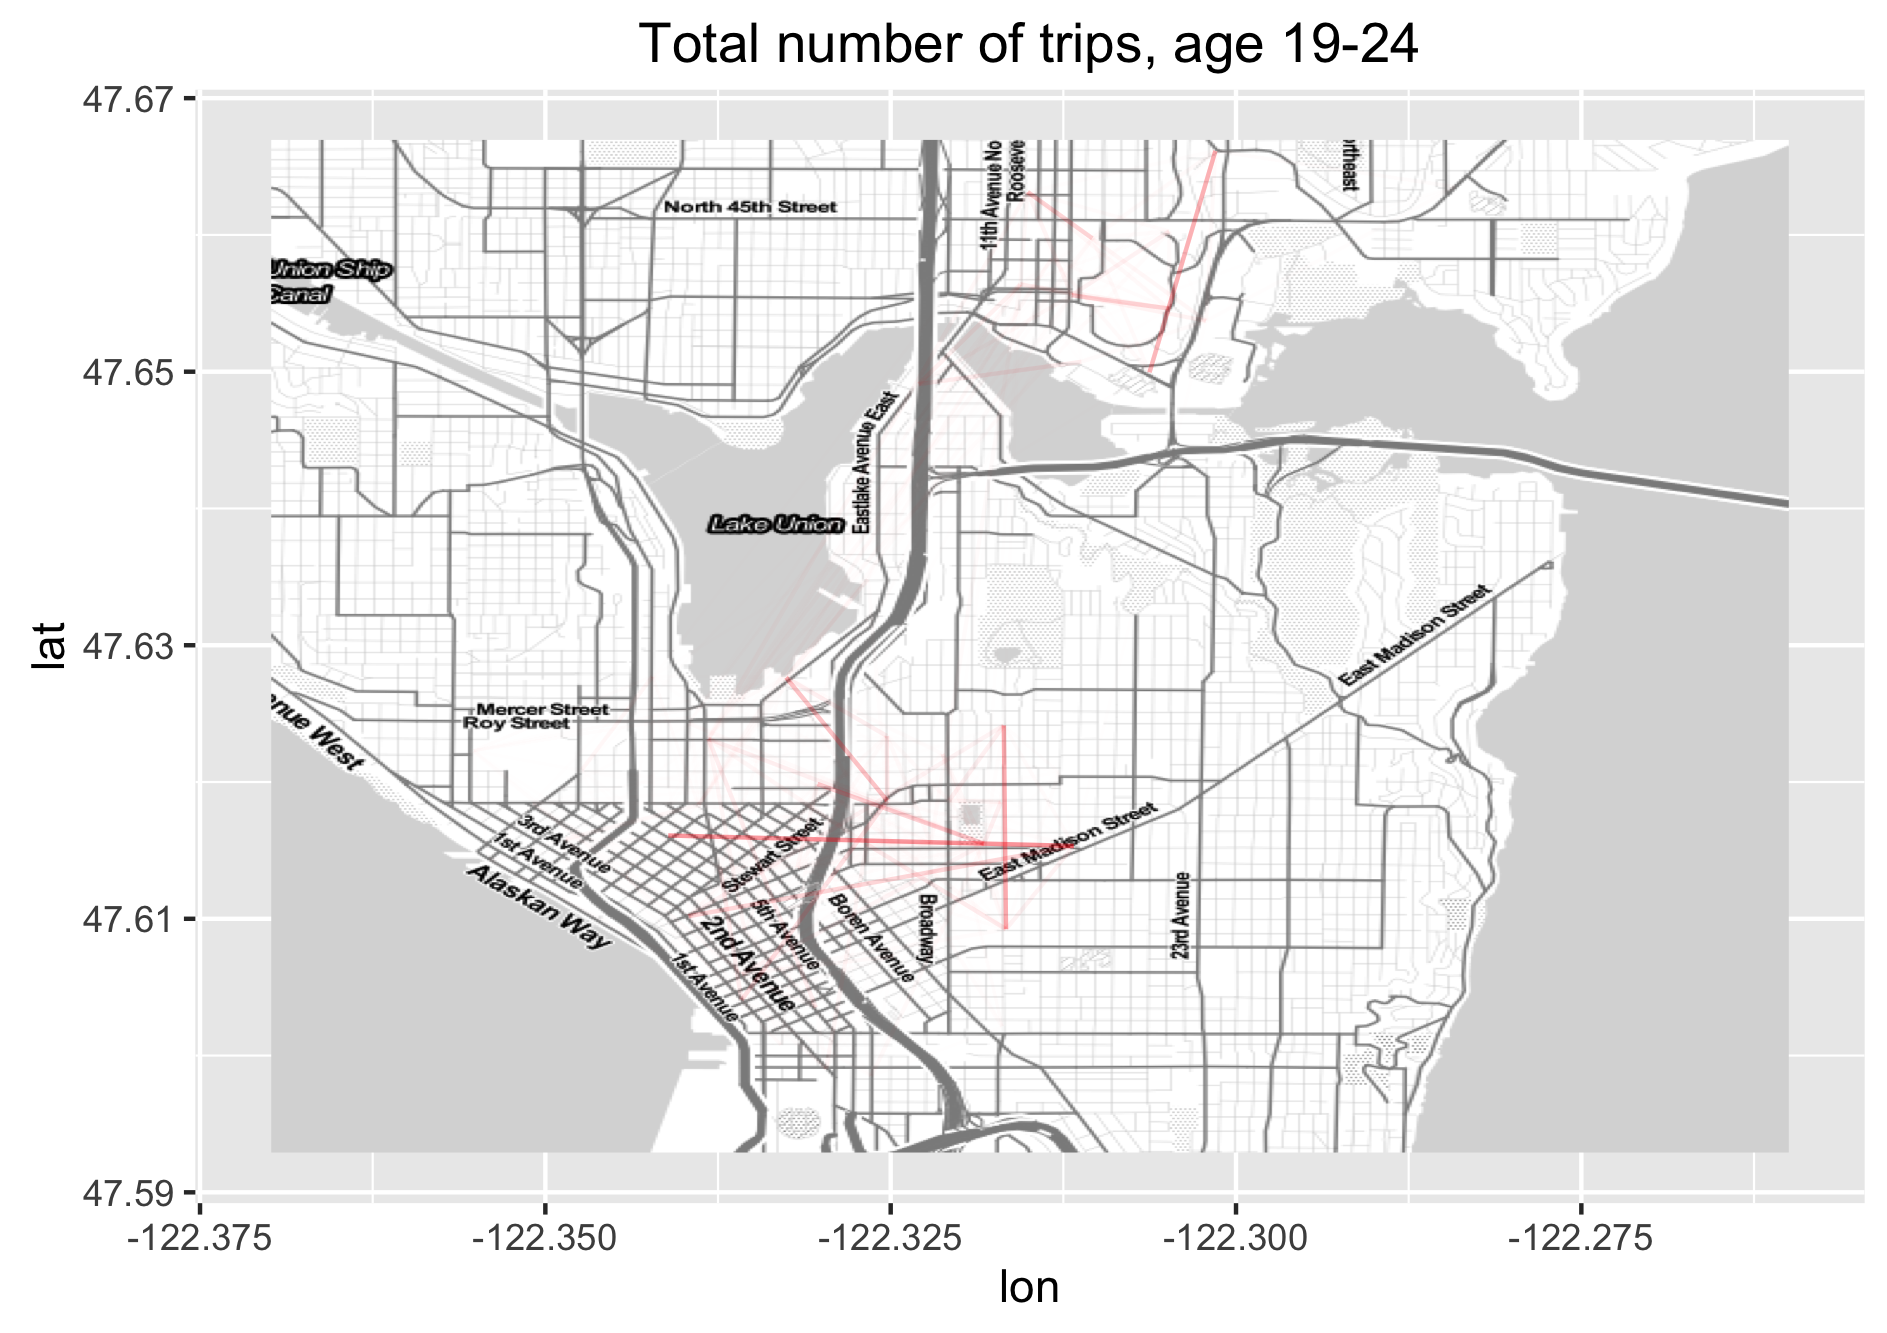 Total number of trips, age 19-24
47.67
47.65
47.63
47.61
47.59
lat
-122.375
-122.350
-122.325
-122.300
-122.275
lon
North 45th Street
11th Avenue No
Rooseve
rtheast
Union Ship
Canal
Eastlake Avenue East
Lake Union
East Madison Street
Mercer Street
Roy Street
enue West
3rd Avenue
1st Avenue
Alaskan Way
Stewart Street
East Madison Street
5th Avenue
2nd Avenue
1st Avenue
Boren Avenue
Broadway
23rd Avenue